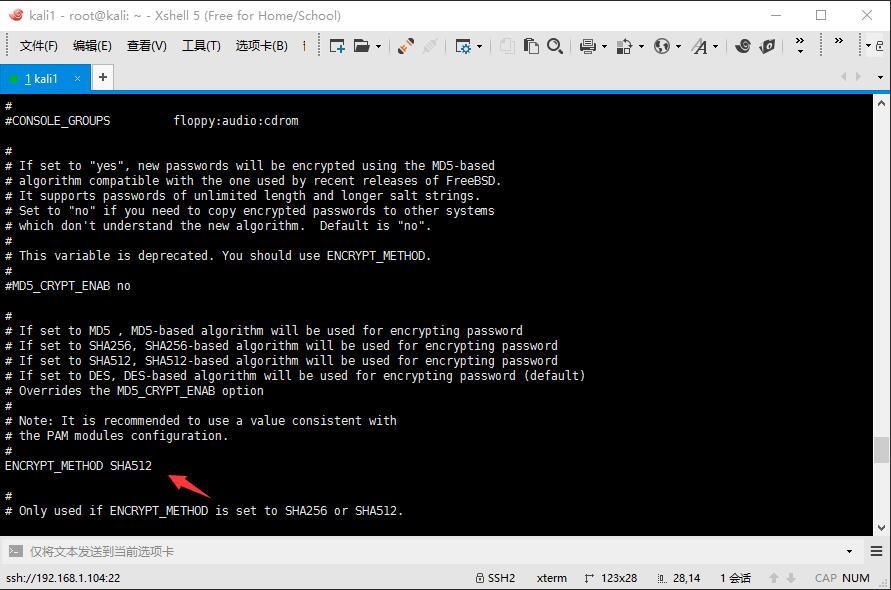 kali1 - root@kali: ~ - Xshell 5 (Free for Home/School)
文件(F) 编辑(E) 查看(V) 工具(T) 选项卡(B)
1 kali1
#
#CONSOLE_GROUPS floppy:audio:cdrom
#
# If set to "yes", new passwords will be encrypted using the MD5-based
# algorithm compatible with the one used by recent releases of FreeBSD.
# It supports passwords of unlimited length and longer salt strings.
# Set to "no" if you need to copy encrypted passwords to other systems
# which don't understand the new algorithm.  Default is "no".
#
# This variable is deprecated. You should use ENCRYPT_METHOD.
#
#MD5_CRYPT_ENAB no
#
# If set to MD5 , MD5-based algorithm will be used for encrypting password
# If set to SHA256, SHA256-based algorithm will be used for encrypting password
# If set to SHA512, SHA512-based algorithm will be used for encrypting password
# If set to DES, DES-based algorithm will be used for encrypting password (default)
# Overrides the MD5_CRYPT_ENAB option
#
# Note: It is recommended to use a value consistent with
# the PAM modules configuration.
#
ENCRYPT_METHOD SHA512
#
# Only used if ENCRYPT_METHOD is set to SHA256 or SHA512.
仅将文本发送到当前选项卡
ssh://192.168.1.104:22 SSH2 xterm 123x28 28,14 1 会话 CAP NUM